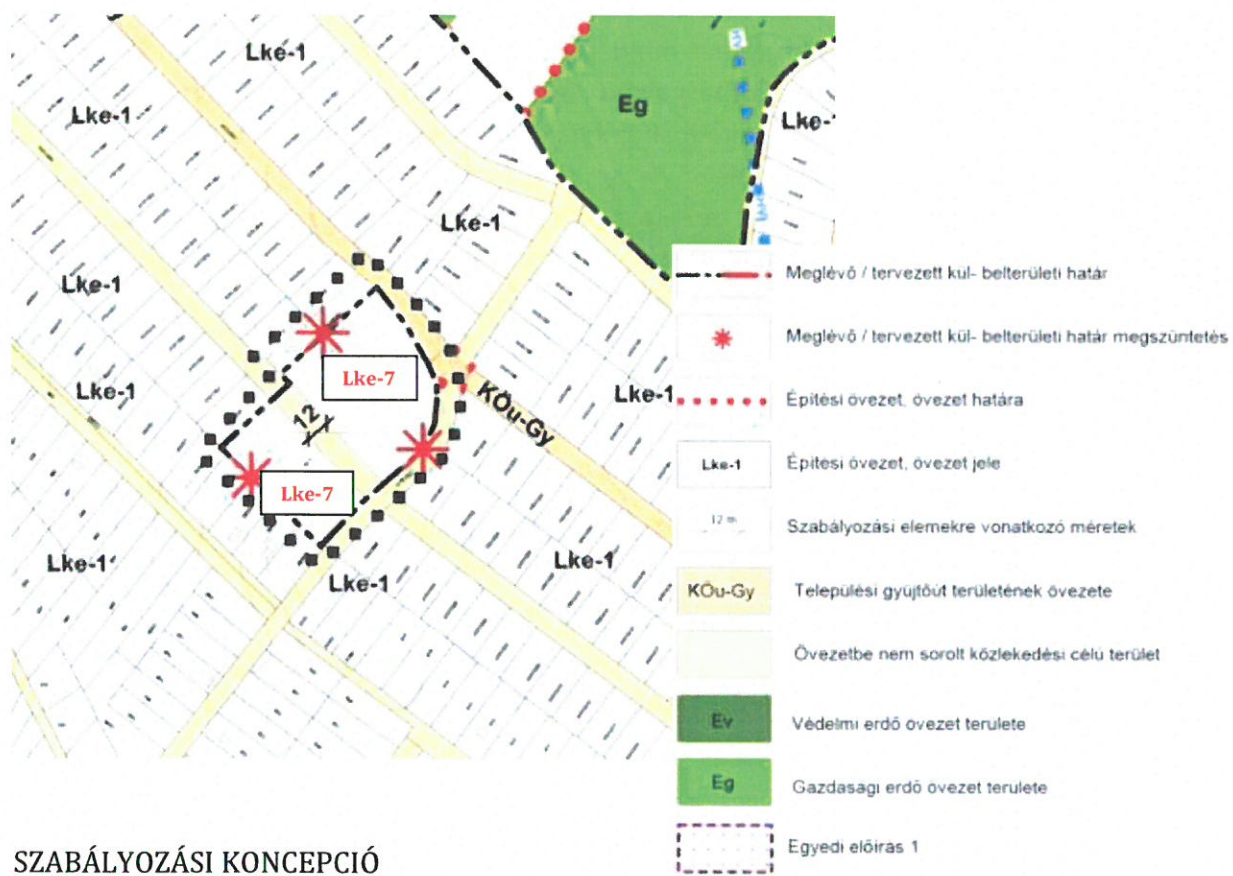 Lke-1
Lke-1
Eg
Lke-1
Lke-1
Lke-1
Lke-1
Lke-7
Lke-1
KÖu-Gy
12
Lke-7
Lke-1
Lke-1
Lke-1
Meglévő / tervezett kül- belterületi határ
Meglévő / tervezett kül- belterületi határ megszüntetés
Építési övezet, övezet határa
Lke-1 Építési övezet, övezet jele
12 m Szabályozási elemekre vonatkozó méretek
KÖu-Gy Települési gyűjtőút területének övezete
Övezetbe nem sorolt közlekedési célú terület
Ev Védelmi erdő övezet területe
Eg Gazdasági erdő övezet területe
Egyedi előírás 1
SZABÁLYOZÁSI KONCEPCIÓ